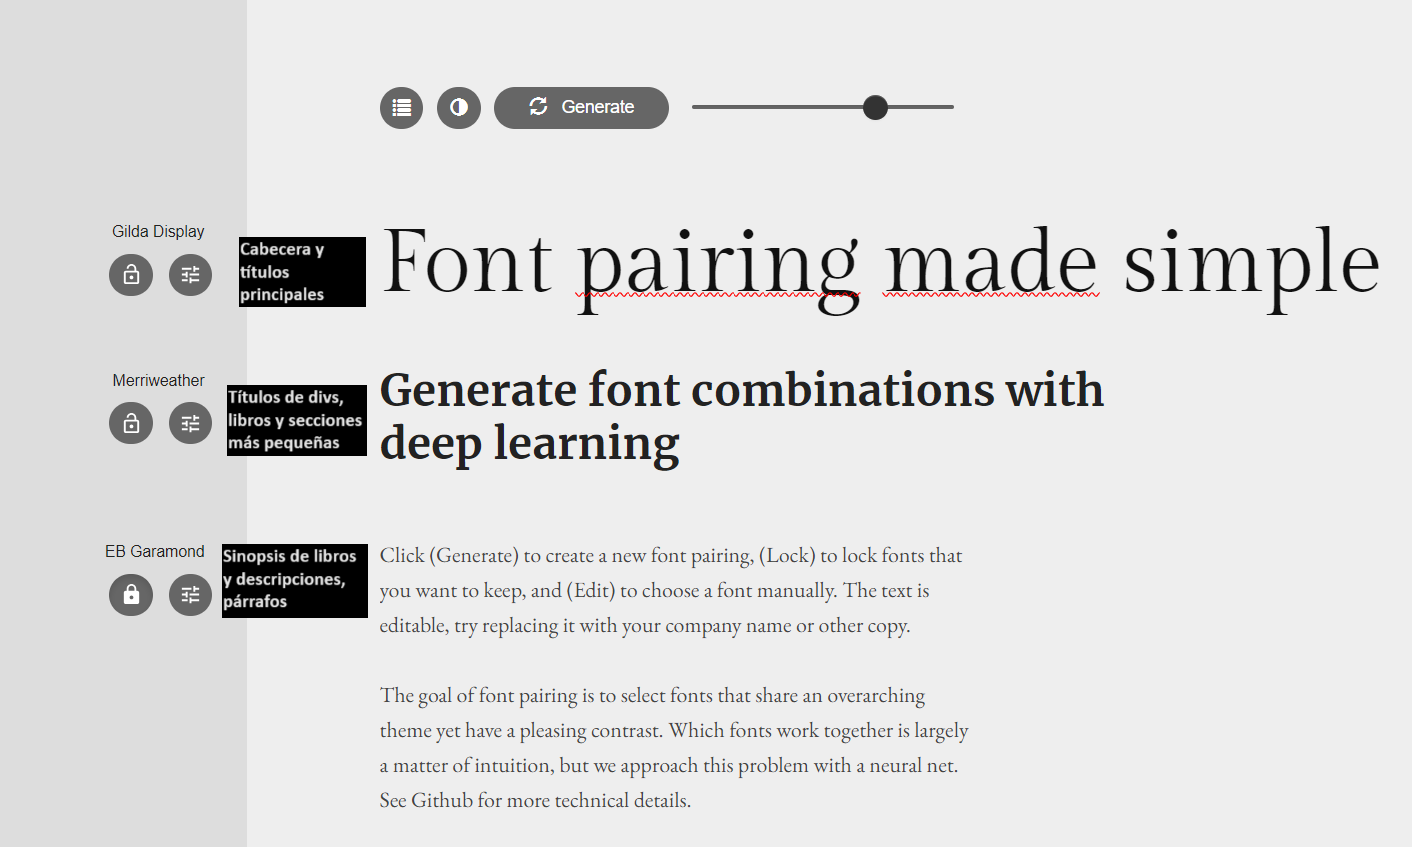 Generate
Gilda Display
Cabecera y
títulos
principales
Font pairing made simple
Merriweather
Títulos de divs,
libros y secciones
más pequeñas
Generate font combinations with
deep learning
EB Garamond
Sinopsis de libros
y descripciones,
párrafos
Click (Generate) to create a new font pairing, (Lock) to lock fonts that
you want to keep, and (Edit) to choose a font manually. The text is
editable, try replacing it with your company name or other copy.
The goal of font pairing is to select fonts that share an overarching
theme yet have a pleasing contrast. Which fonts work together is largely
a matter of intuition, but we approach this problem with a neural net.
See Github for more technical details.